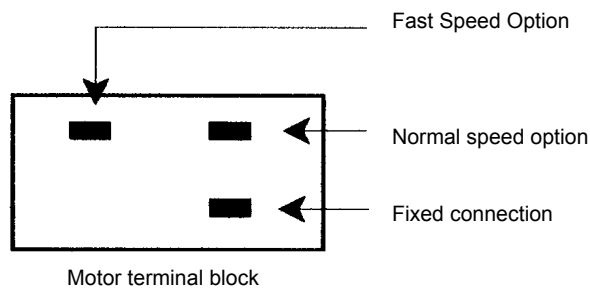 Fast Speed Option
Normal speed option
Fixed connection
Motor terminal block